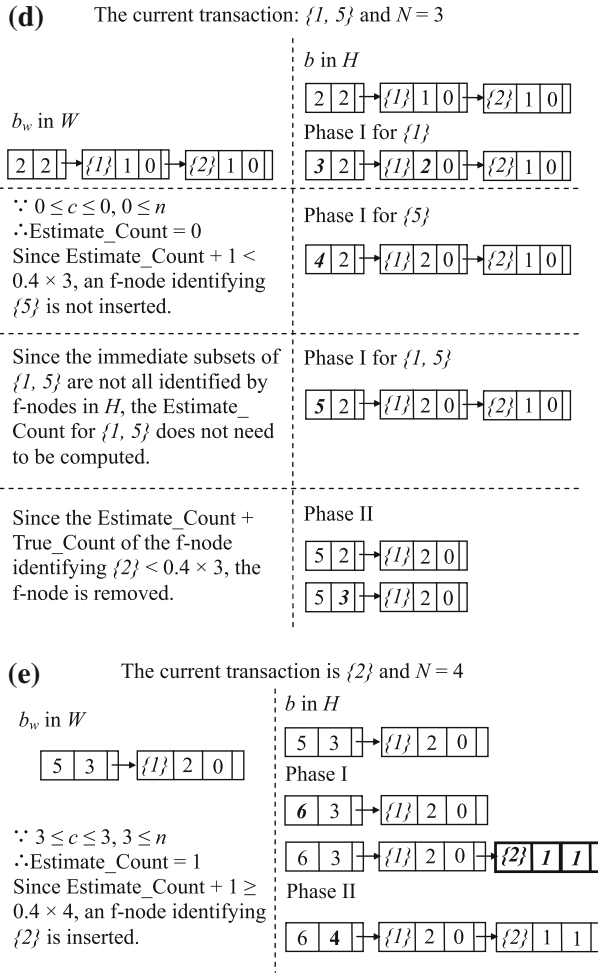 (d) The current transaction: {1, 5} and N = 3
b in H
2 2 {1} 1 0 {2} 1 0
Phase I for {1}
b_w in W
2 2 {1} 1 0 {2} 1 0
3 2 {1} 2 0 {2} 1 0
∵ 0 ≤ c ≤ 0, 0 ≤ n
∴Estimate_Count = 0
Since Estimate_Count + 1 <
0.4 × 3, an f-node identifying
{5} is not inserted.
Phase I for {5}
4 2 {1} 2 0 {2} 1 0
Since the immediate subsets of
{1, 5} are not all identified by
f-nodes in H, the Estimate_
Count for {1, 5} does not need
to be computed.
Phase I for {1, 5}
5 2 {1} 2 0 {2} 1 0
Since the Estimate_Count +
True_Count of the f-node
identifying {2} < 0.4 × 3, the
f-node is removed.
Phase II
5 2 {1} 2 0
5 3 {1} 2 0
(e) The current transaction is {2} and N = 4
b_w in W
5 3 {1} 2 0
∵ 3 ≤ c ≤ 3, 3 ≤ n
∴Estimate_Count = 1
Since Estimate_Count + 1 ≥
0.4 × 4, an f-node identifying
{2} is inserted.
b in H
5 3 {1} 2 0
Phase I
6 3 {1} 2 0
6 3 {1} 2 0 {2} 1 1
Phase II
6 4 {1} 2 0 {2} 1 1